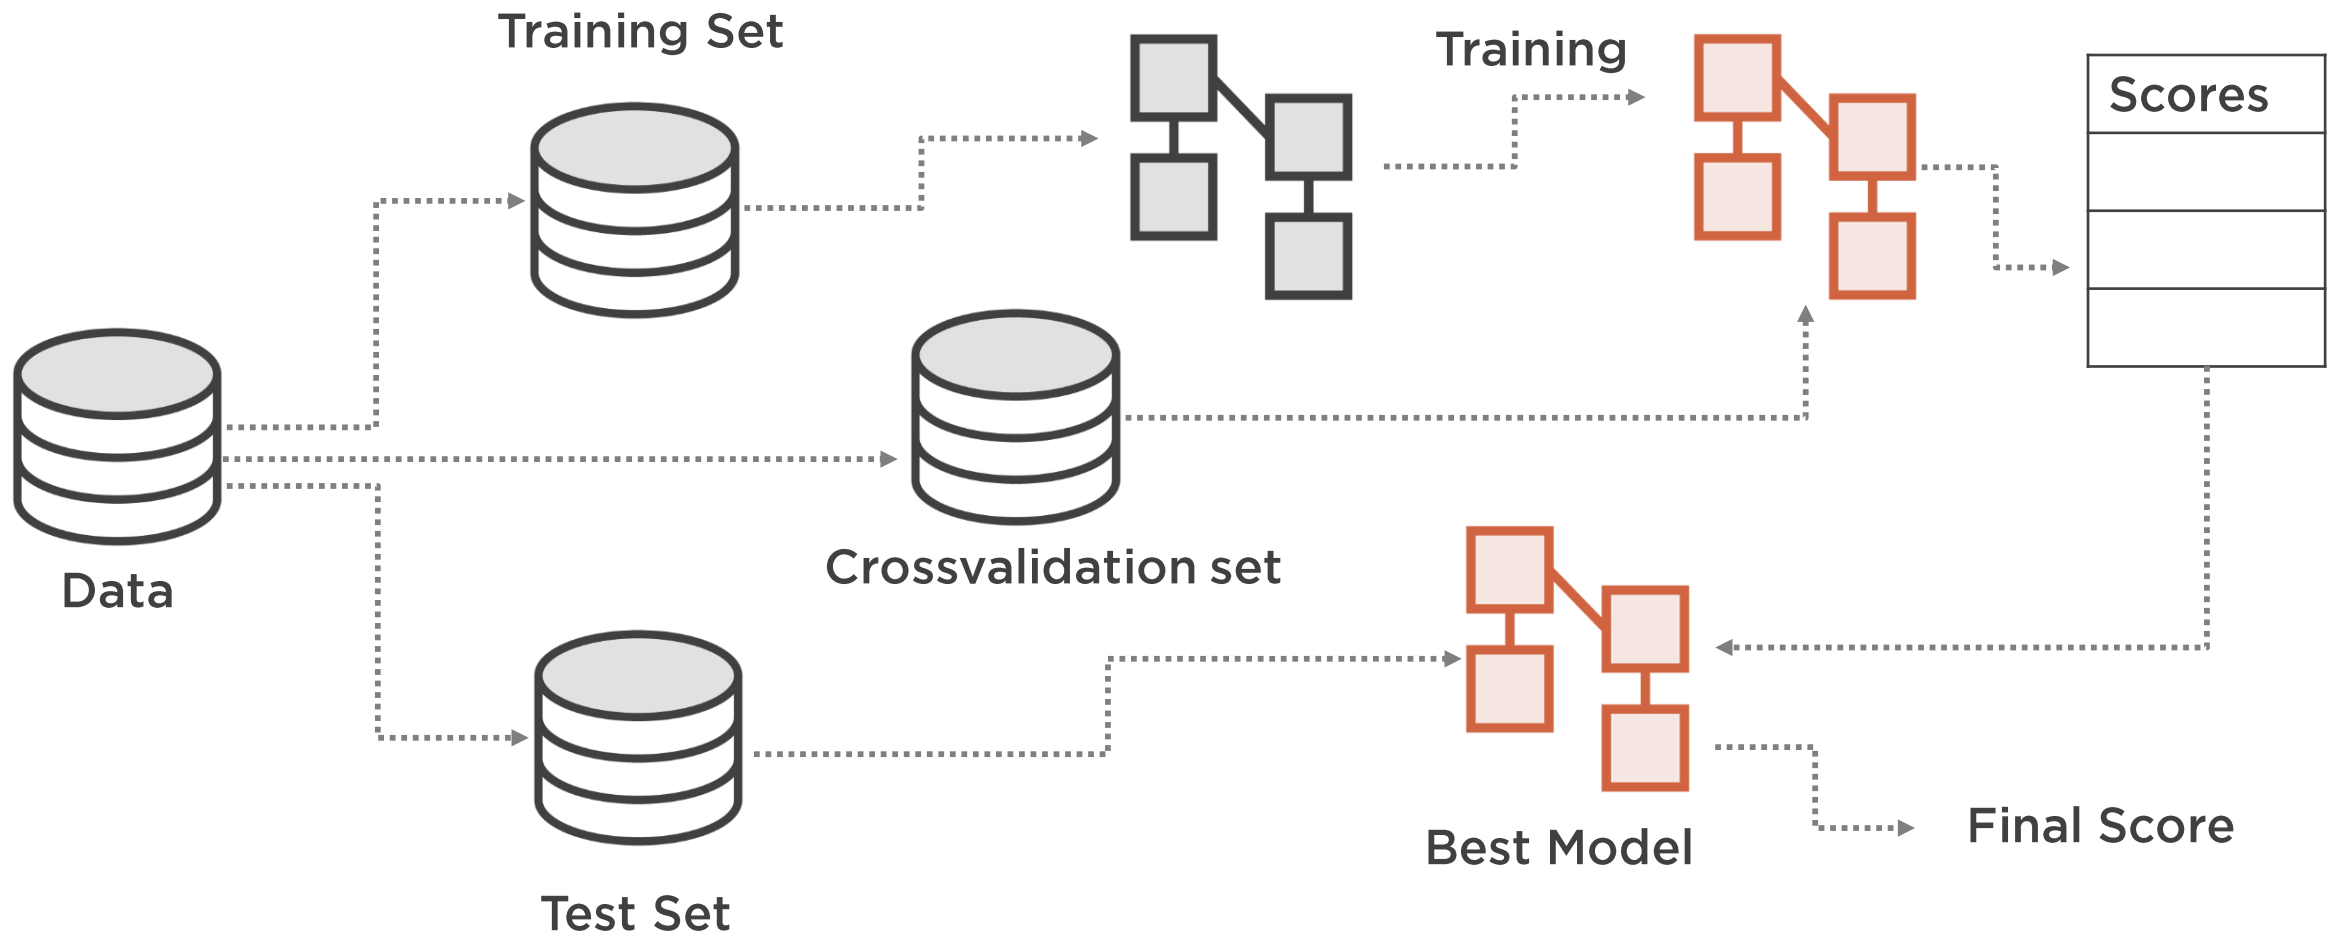 Training Set
Training
Scores
Data
Crossvalidation set
Best Model
Final Score
Test Set